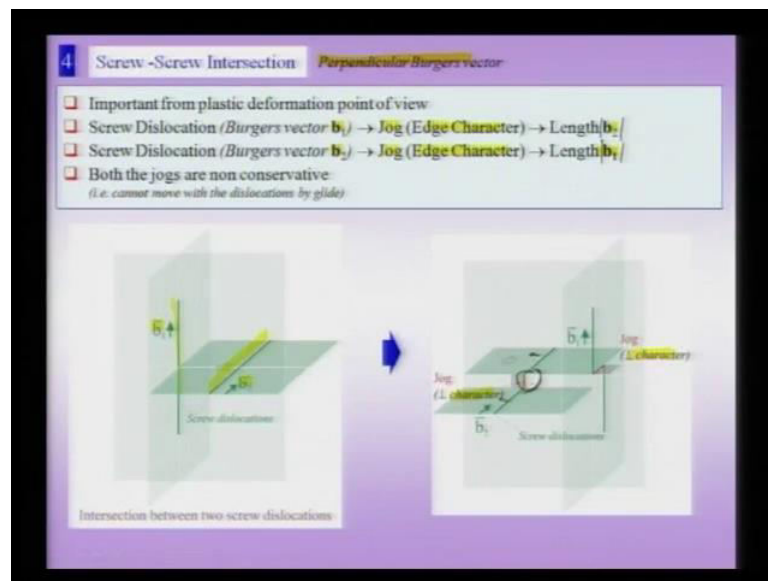 4 Screw -Screw Intersection Perpendicular Burgers vector
❑ Important from plastic deformation point of view
❑ Screw Dislocation (Burgers vector b₁) → Jog (Edge Character) → Length|b₂|
❑ Screw Dislocation (Burgers vector b₂) → Jog (Edge Character) → Length|b₁|
❑ Both the jogs are non conservative
(i.e. cannot move with the dislocations by glide)
b₁
b₂
Screw dislocations
Intersection between two screw dislocations
b₁
Jog
(⊥ character)
Jog
(⊥ character)
b₂
Screw dislocations